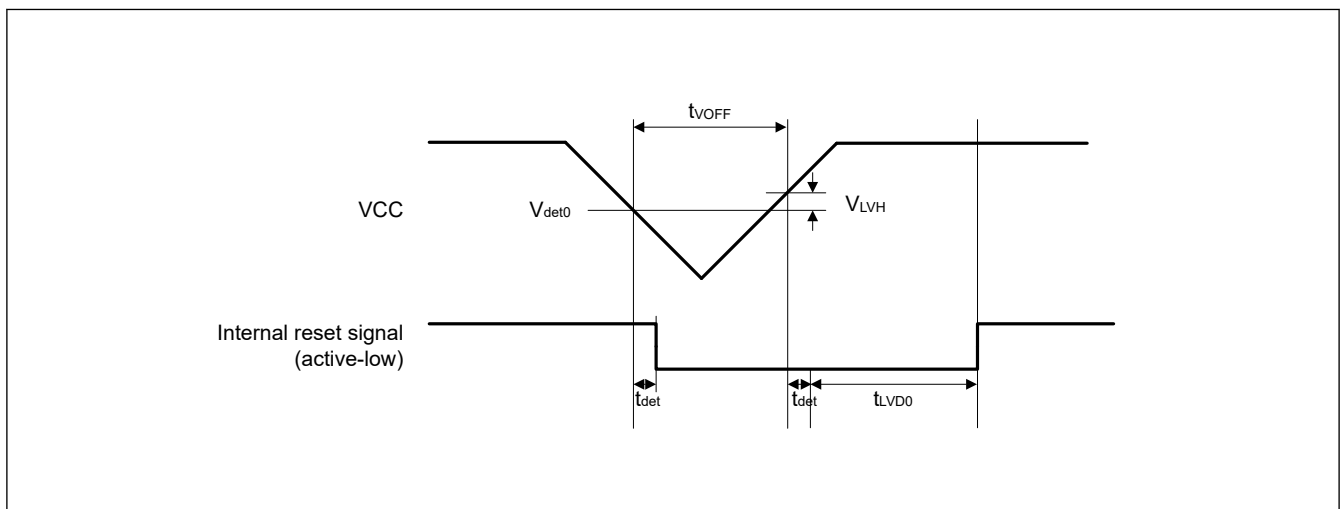 tVOFF
VCC
Vdet0
VLVH
Internal reset signal
(active-low)
tdet
tdet
tLVD0